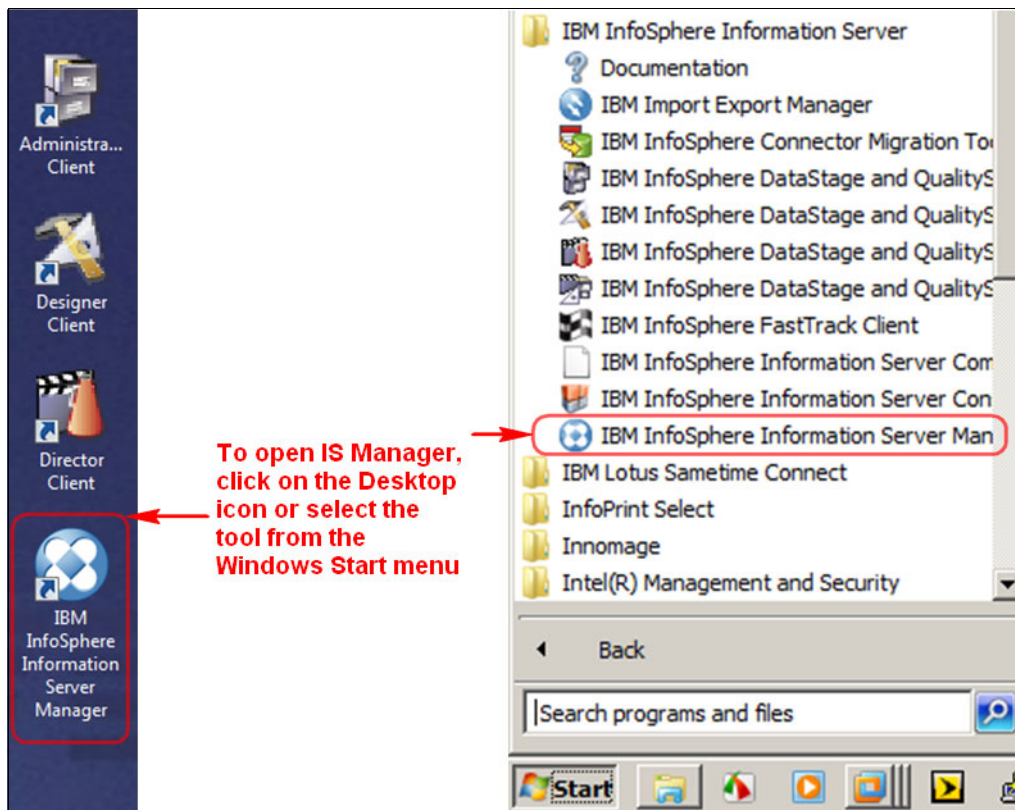 Administra...
Client
Designer
Client
Director
Client
IBM
InfoSphere
Information
Server
Manager
To open IS Manager,
click on the Desktop
icon or select the
tool from the
Windows Start menu
IBM InfoSphere Information Server
Documentation
IBM Import Export Manager
IBM InfoSphere Connector Migration Too
IBM InfoSphere DataStage and QualityS
IBM InfoSphere DataStage and QualityS
IBM InfoSphere DataStage and QualityS
IBM InfoSphere DataStage and QualityS
IBM InfoSphere FastTrack Client
IBM InfoSphere Information Server Com
IBM InfoSphere Information Server Con
IBM InfoSphere Information Server Man
IBM Lotus Sametime Connect
InfoPrint Select
Innomage
Intel(R) Management and Security
Back
Search programs and files
Start